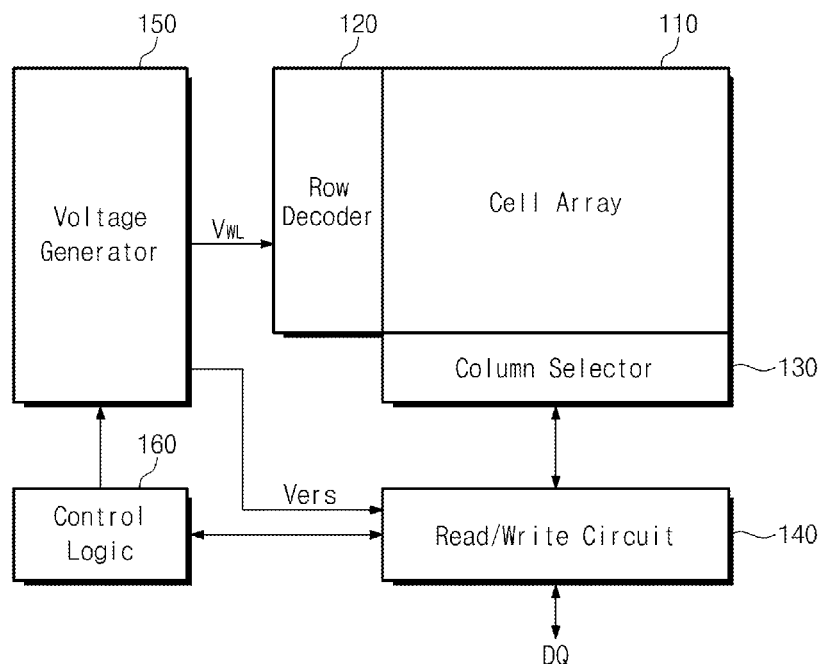 150
120
110
Voltage
Generator
VWL
Row
Decoder
Cell Array
Column Selector
130
160
Control
Logic
Vers
Read/Write Circuit
140
DQ